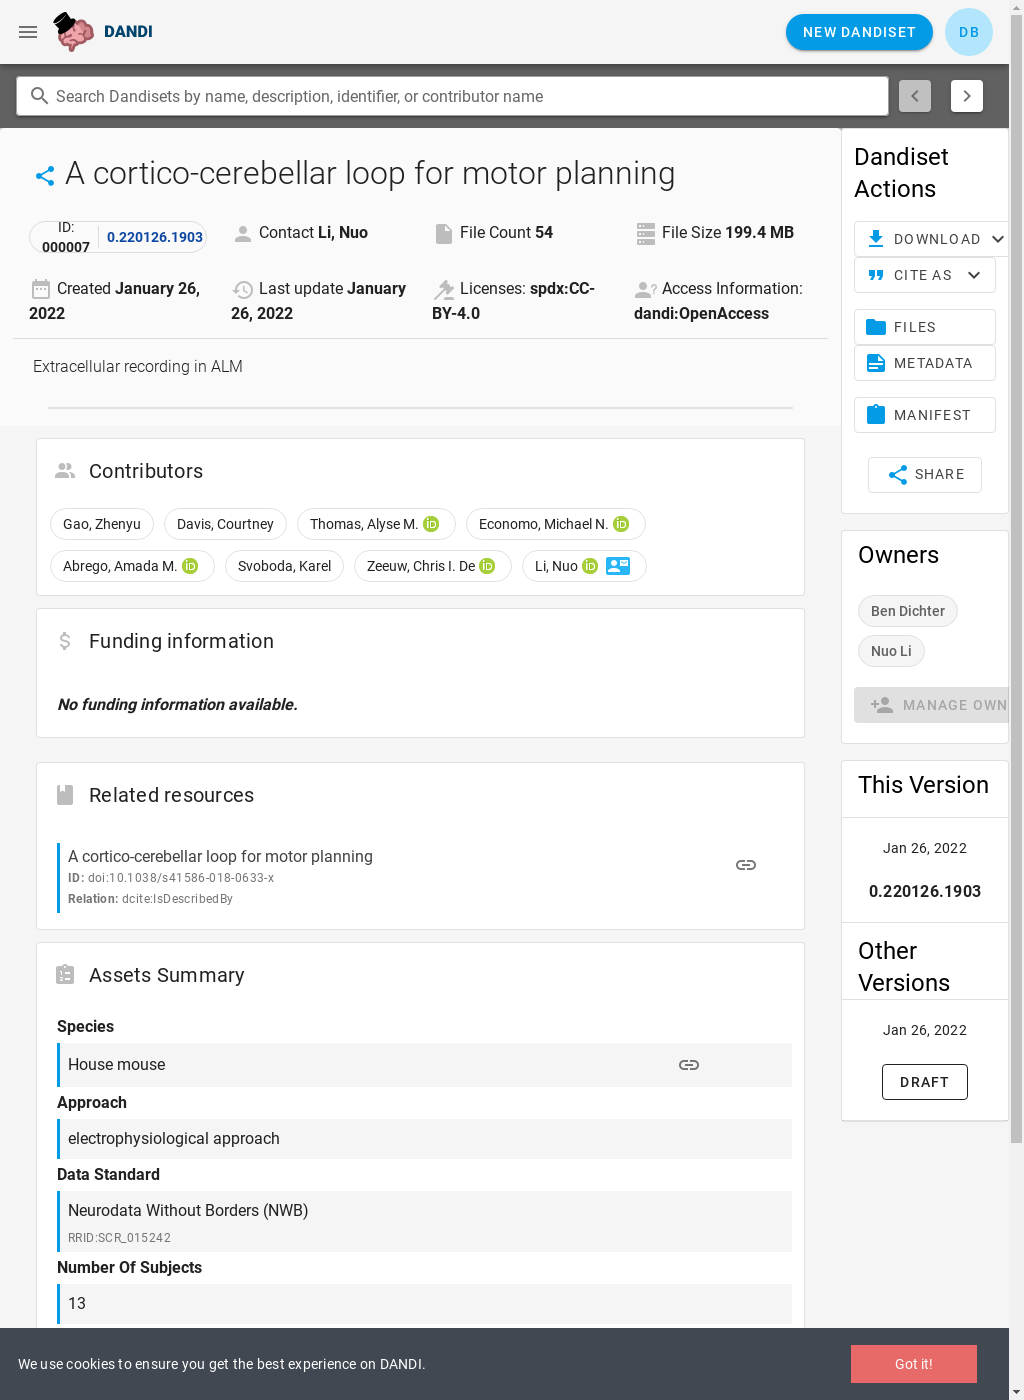 DANDI
NEW DANDISET
DB
Search Dandisets by name, description, identifier, or contributor name
A cortico-cerebellar loop for motor planning
ID:
000007
0.220126.1903
Contact Li, Nuo
File Count 54
File Size 199.4 MB
Created January 26,
2022
Last update January
26, 2022
Licenses: spdx:CC-
BY-4.0
Access Information:
dandi:OpenAccess
Extracellular recording in ALM
Contributors
Gao, Zhenyu
Davis, Courtney
Thomas, Alyse M. iD
Economo, Michael N. iD
Abrego, Amada M. iD
Svoboda, Karel
Zeeuw, Chris I. De iD
Li, Nuo iD
Funding information
No funding information available.
Related resources
A cortico-cerebellar loop for motor planning
ID: doi:10.1038/s41586-018-0633-x
Relation: dcite:IsDescribedBy
Assets Summary
Species
House mouse
Approach
electrophysiological approach
Data Standard
Neurodata Without Borders (NWB)
RRID:SCR_015242
Number Of Subjects
13
Dandiset
Actions
DOWNLOAD
CITE AS
FILES
METADATA
MANIFEST
SHARE
Owners
Ben Dichter
Nuo Li
MANAGE OWN
This Version
Jan 26, 2022
0.220126.1903
Other
Versions
Jan 26, 2022
DRAFT
We use cookies to ensure you get the best experience on DANDI.
Got it!